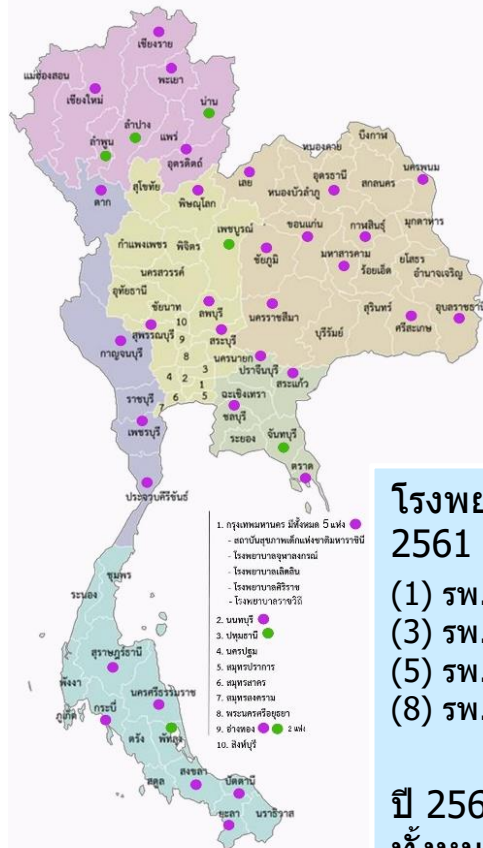 เชียงราย
แม่ฮ่องสอน
พะเยา
เชียงใหม่
น่าน
ลำปาง
ลำพูน
แพร่
อุตรดิตถ์
ตาก
สุโขทัย
พิษณุโลก
เพชรบูรณ์
กำแพงเพชร
พิจิตร
นครสวรรค์
อุทัยธานี
ชัยนาท
ลพบุรี
สุพรรณบุรี
สระบุรี
กาญจนบุรี
10
9
8
3
4
2
1
6
5
7
เลย
หนองคาย
บึงกาฬ
อุดรธานี
นครพนม
หนองบัวลำภู
สกลนคร
ขอนแก่น
กาฬสินธุ์
มุกดาหาร
ชัยภูมิ
มหาสารคาม
ร้อยเอ็ด
ยโสธร
อำนาจเจริญ
นครราชสีมา
บุรีรัมย์
สุรินทร์
ศรีสะเกษ
อุบลราชธานี
นครนายก
ปราจีนบุรี
สระแก้ว
ฉะเชิงเทรา
ชลบุรี
ระยอง
จันทบุรี
ตราด
ราชบุรี
เพชรบุรี
ประจวบคีรีขันธ์
ชุมพร
ระนอง
สุราษฎร์ธานี
พังงา
นครศรีธรรมราช
ภูเก็ต
กระบี่
ตรัง
พัทลุง
สตูล
สงขลา
ปัตตานี
ยะลา
นราธิวาส
1. กรุงเทพมหานคร มีทั้งหมด 5 แห่ง
- สถาบันสุขภาพเด็กแห่งชาติมหาราชินี
- โรงพยาบาลจุฬาลงกรณ์
- โรงพยาบาลเลิดสิน
- โรงพยาบาลศิริราช
- โรงพยาบาลราชวิถี
2. นนทบุรี
3. ปทุมธานี
4. นครปฐม
5. สมุทรปราการ
6. สมุทรสาคร
7. สมุทรสงคราม
8. พระนครศรีอยุธยา
9. อ่างทอง 2 แห่ง
10. สิงห์บุรี
โรงพย
2561
(1) รพ.
(3) รพ.
(5) รพ.
(8) รพ.
ปี 256